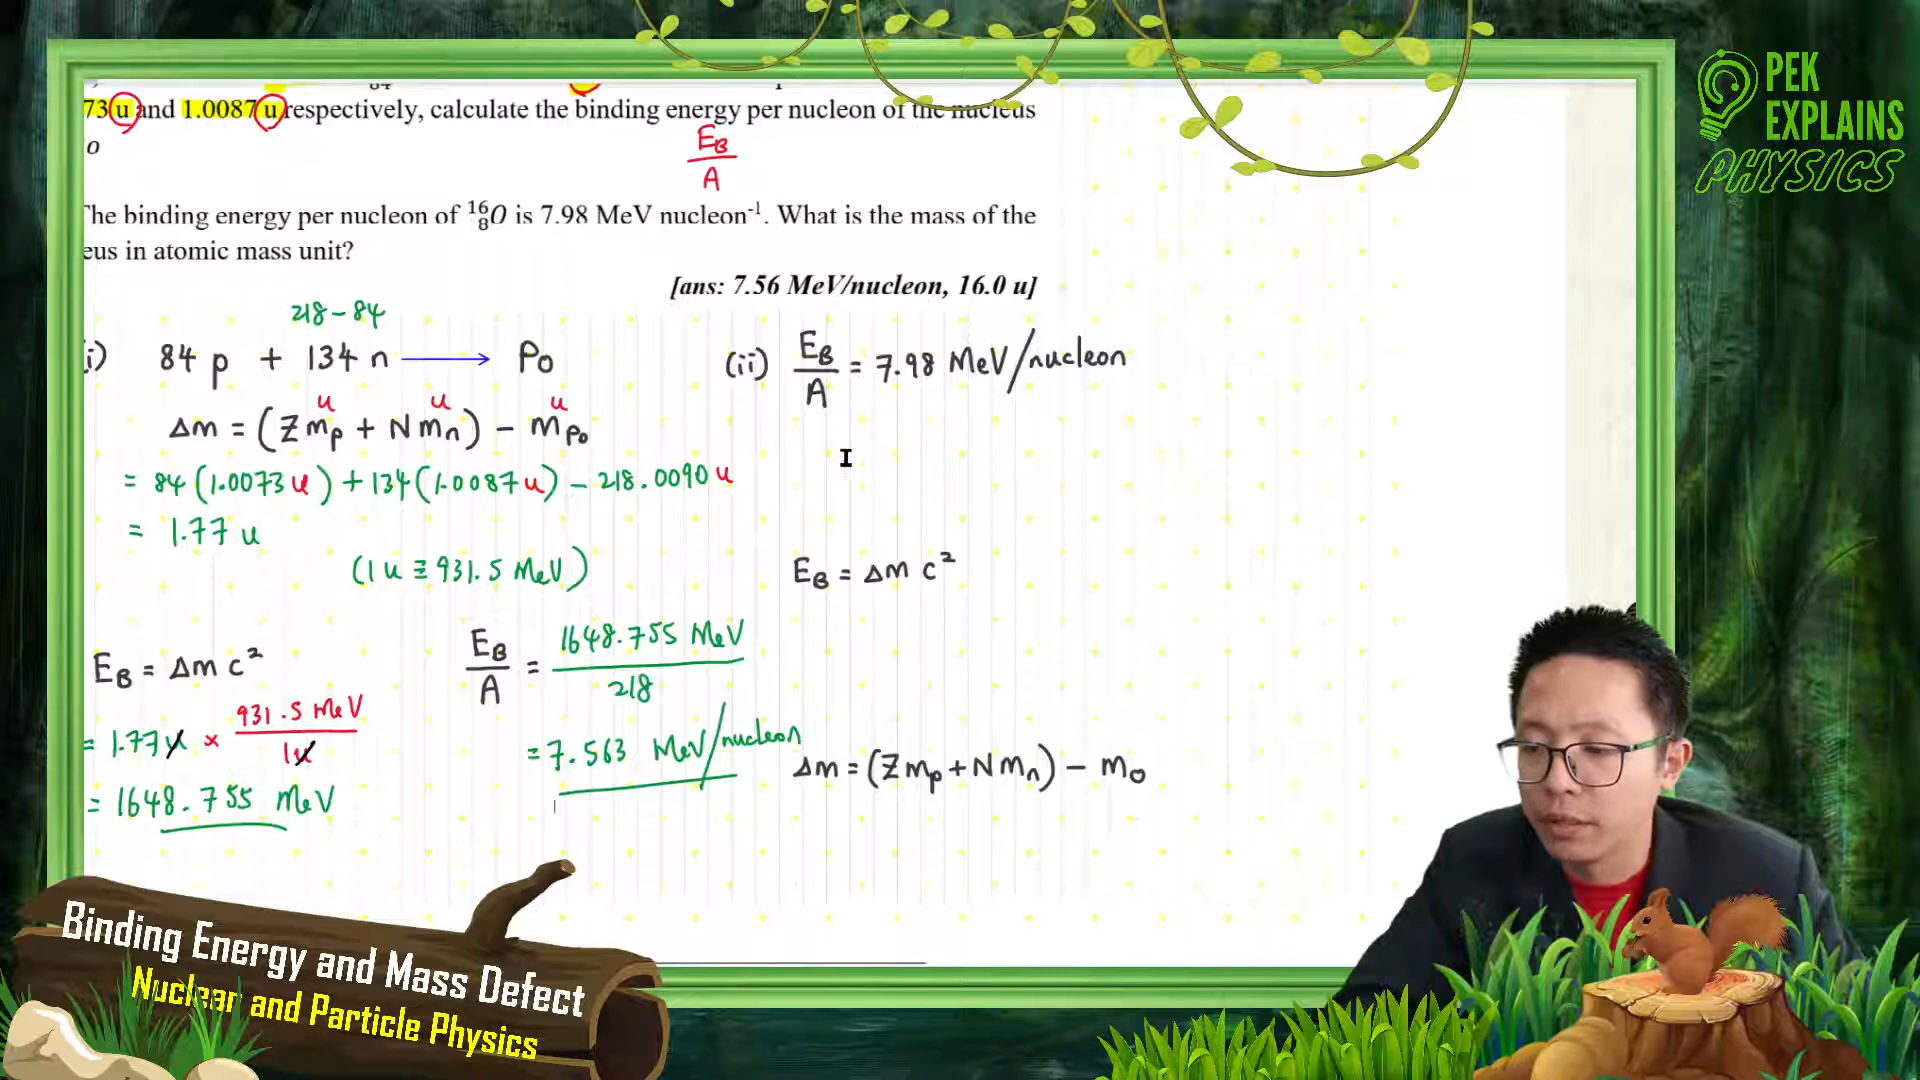 PEK
EXPLAINS
PHYSICS
73 u and 1.0087 u respectively, calculate the binding energy per nucleon of the nucleus
o
E_B
A
The binding energy per nucleon of ¹⁶₈O is 7.98 MeV nucleon⁻¹. What is the mass of the
eus in atomic mass unit?
[ans: 7.56 MeV/nucleon, 16.0 u]
218 - 84
i) 84 p + 134 n → Po
u u u
Δm = (Z m_p + N m_n) - m_Po
= 84 (1.0073 u) + 134 (1.0087 u) - 218.0090 u
= 1.77 u
(1 u ≡ 931.5 MeV)
E_B = Δm c²
= 1.77 u × 931.5 MeV / 1u
= 1648.755 MeV
E_B/A = 1648.755 MeV / 218
= 7.563 MeV/nucleon
(ii) E_B/A = 7.98 MeV/nucleon
E_B = Δm c²
Δm = (Z m_p + N m_n) - m_O
Binding Energy and Mass Defect
Nuclear and Particle Physics